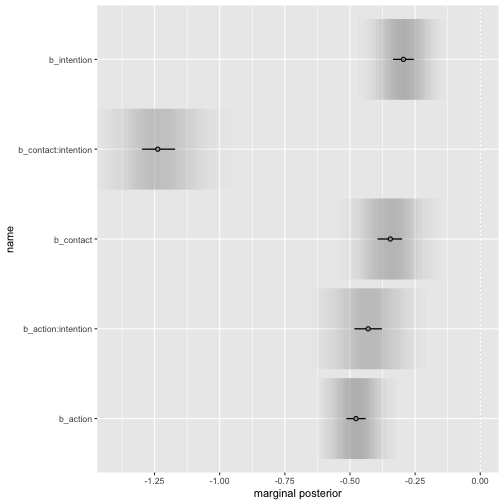 b_intention
b_contact:intention
b_contact
b_action:intention
b_action
name
-1.25 -1.00 -0.75 -0.50 -0.25 0.00
marginal posterior